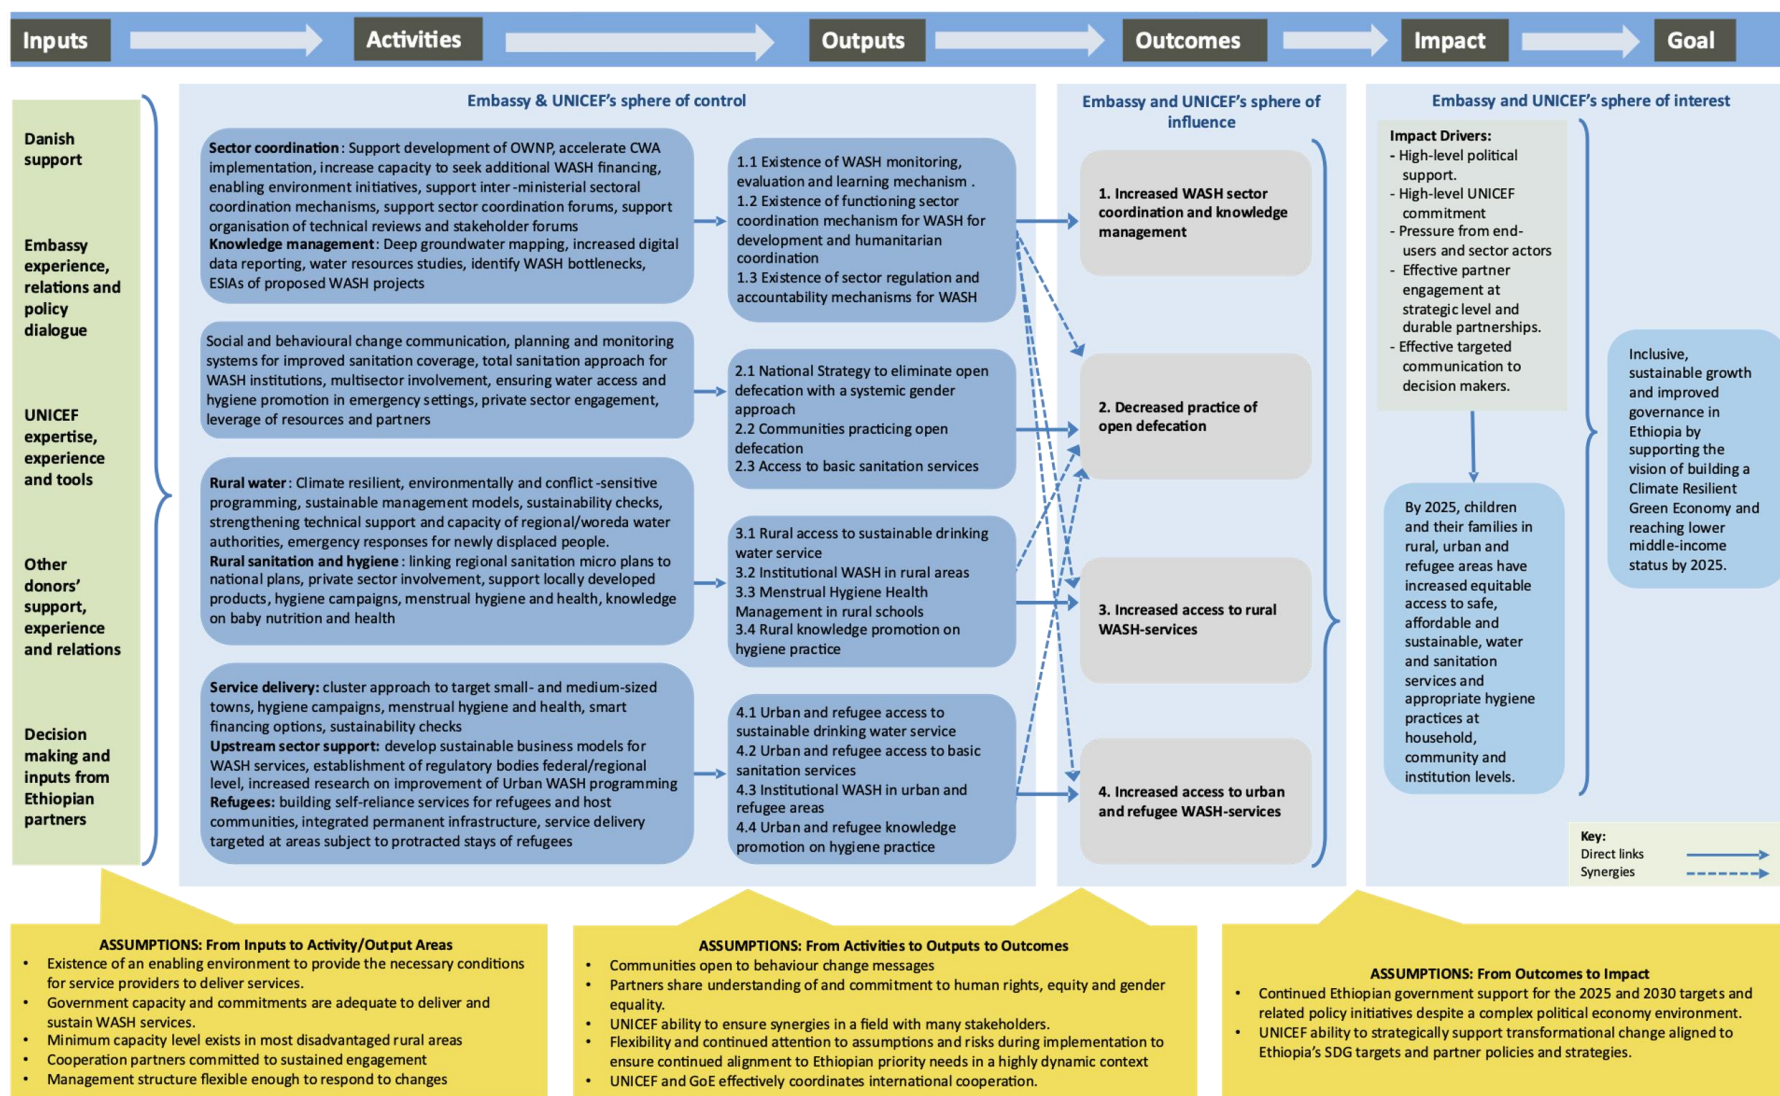 Inputs
Activities
Outputs
Outcomes
Impact
Goal
Danish
support
Embassy
experience,
relations and
policy
dialogue
UNICEF
expertise,
experience
and tools
Other
donors'
support,
experience
and relations
Decision
making and
inputs from
Ethiopian
partners
Embassy & UNICEF's sphere of control
Sector coordination : Support development of OWNP, accelerate CWA
implementation, increase capacity to seek additional WASH financing,
enabling environment initiatives, support inter -ministerial sectoral
coordination mechanisms, support sector coordination forums, support
organisation of technical reviews and stakeholder forums
Knowledge management: Deep groundwater mapping, increased digital
data reporting, water resources studies, identify WASH bottlenecks,
ESIAs of proposed WASH projects
Social and behavioural change communication, planning and monitoring
systems for improved sanitation coverage, total sanitation approach for
WASH institutions, multisector involvement, ensuring water access and
hygiene promotion in emergency settings, private sector engagement,
leverage of resources and partners
Rural water : Climate resilient, environmentally and conflict -sensitive
programming, sustainable management models, sustainability checks,
strengthening technical support and capacity of regional/woreda water
authorities, emergency responses for newly displaced people.
Rural sanitation and hygiene : linking regional sanitation micro plans to
national plans, private sector involvement, support locally developed
products, hygiene campaigns, menstrual hygiene and health, knowledge
on baby nutrition and health
Service delivery: cluster approach to target small- and medium-sized
towns, hygiene campaigns, menstrual hygiene and health, smart
financing options, sustainability checks
Upstream sector support: develop sustainable business models for
WASH services, establishment of regulatory bodies federal/regional
level, increased research on improvement of Urban WASH programming
Refugees: building self-reliance services for refugees and host
communities, integrated permanent infrastructure, service delivery
targeted at areas subject to protracted stays of refugees
1.1 Existence of WASH monitoring,
evaluation and learning mechanism .
1.2 Existence of functioning sector
coordination mechanism for WASH for
development and humanitarian
coordination
1.3 Existence of sector regulation and
accountability mechanisms for WASH
2.1 National Strategy to eliminate open
defecation with a systemic gender
approach
2.2 Communities practicing open
defecation
2.3 Access to basic sanitation services
3.1 Rural access to sustainable drinking
water service
3.2 Institutional WASH in rural areas
3.3 Menstrual Hygiene Health
Management in rural schools
3.4 Rural knowledge promotion on
hygiene practice
4.1 Urban and refugee access to
sustainable drinking water service
4.2 Urban and refugee access to basic
sanitation services
4.3 Institutional WASH in urban and
refugee areas
4.4 Urban and refugee knowledge
promotion on hygiene practice
Embassy and UNICEF's sphere of
influence
1. Increased WASH sector
coordination and knowledge
management
2. Decreased practice of
open defecation
3. Increased access to rural
WASH-services
4. Increased access to urban
and refugee WASH-services
Embassy and UNICEF's sphere of interest
Impact Drivers:
- High-level political
support.
- High-level UNICEF
commitment
- Pressure from end-
users and sector actors
- Effective partner
engagement at
strategic level and
durable partnerships.
- Effective targeted
communication to
decision makers.
By 2025, children
and their families in
rural, urban and
refugee areas have
increased equitable
access to safe,
affordable and
sustainable, water
and sanitation
services and
appropriate hygiene
practices at
household,
community and
institution levels.
Inclusive,
sustainable growth
and improved
governance in
Ethiopia by
supporting the
vision of building a
Climate Resilient
Green Economy and
reaching lower
middle-income
status by 2025.
Key:
Direct links
Synergies
ASSUMPTIONS: From Inputs to Activity/Output Areas
• Existence of an enabling environment to provide the necessary conditions
for service providers to deliver services.
• Government capacity and commitments are adequate to deliver and
sustain WASH services.
• Minimum capacity level exists in most disadvantaged rural areas
• Cooperation partners committed to sustained engagement
• Management structure flexible enough to respond to changes
ASSUMPTIONS: From Activities to Outputs to Outcomes
• Communities open to behaviour change messages
• Partners share understanding of and commitment to human rights, equity and gender
equality.
• UNICEF ability to ensure synergies in a field with many stakeholders.
• Flexibility and continued attention to assumptions and risks during implementation to
ensure continued alignment to Ethiopian priority needs in a highly dynamic context
• UNICEF and GoE effectively coordinates international cooperation.
ASSUMPTIONS: From Outcomes to Impact
• Continued Ethiopian government support for the 2025 and 2030 targets and
related policy initiatives despite a complex political economy environment.
• UNICEF ability to strategically support transformational change aligned to
Ethiopia's SDG targets and partner policies and strategies.